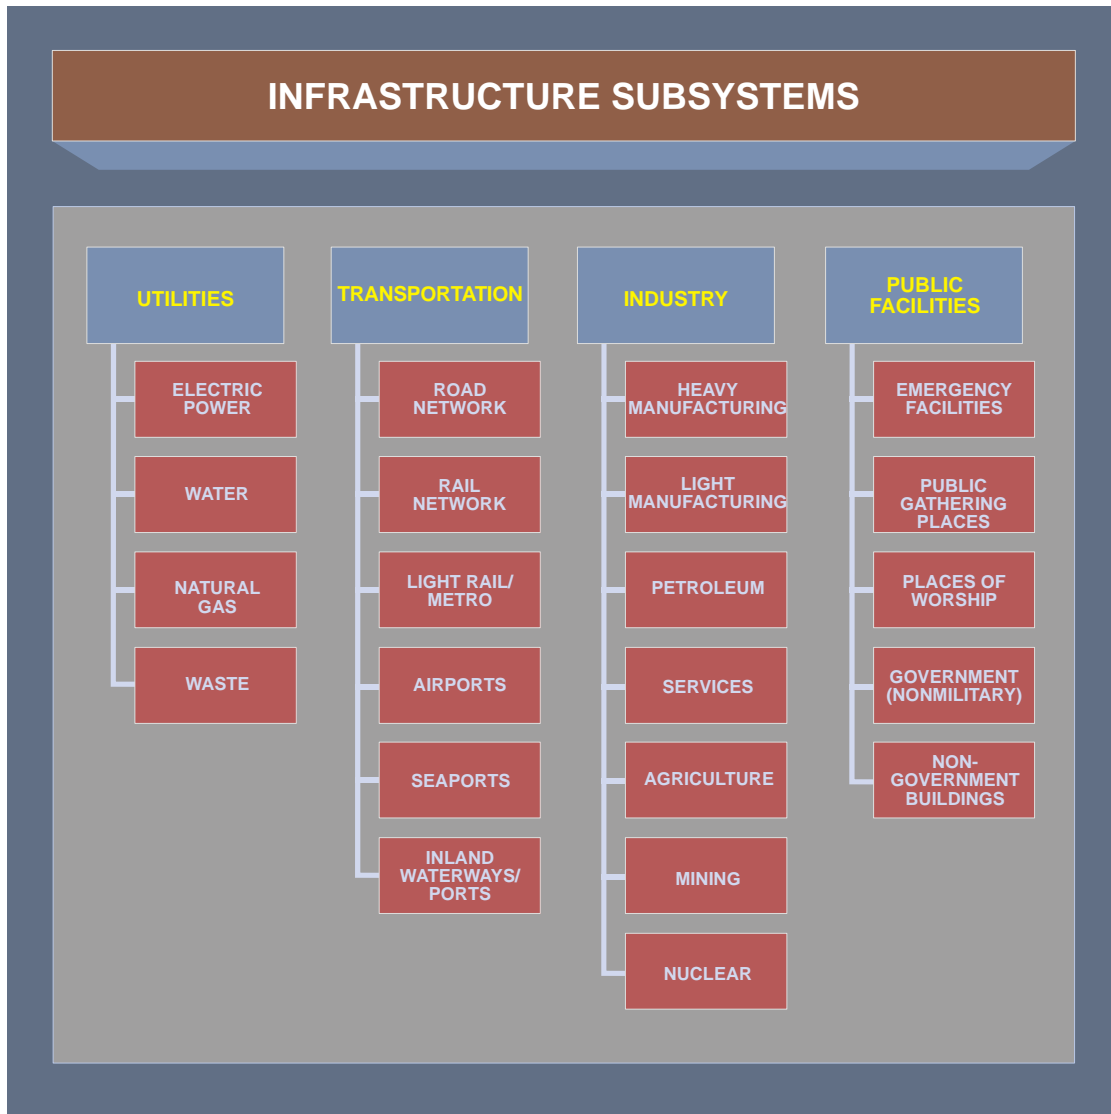 INFRASTRUCTURE SUBSYSTEMS
UTILITIES
ELECTRIC
POWER
WATER
NATURAL
GAS
WASTE
TRANSPORTATION
ROAD
NETWORK
RAIL
NETWORK
LIGHT RAIL/
METRO
AIRPORTS
SEAPORTS
INLAND
WATERWAYS/
PORTS
INDUSTRY
HEAVY
MANUFACTURING
LIGHT
MANUFACTURING
PETROLEUM
SERVICES
AGRICULTURE
MINING
NUCLEAR
PUBLIC
FACILITIES
EMERGENCY
FACILITIES
PUBLIC
GATHERING
PLACES
PLACES OF
WORSHIP
GOVERNMENT
(NONMILITARY)
NON-
GOVERNMENT
BUILDINGS